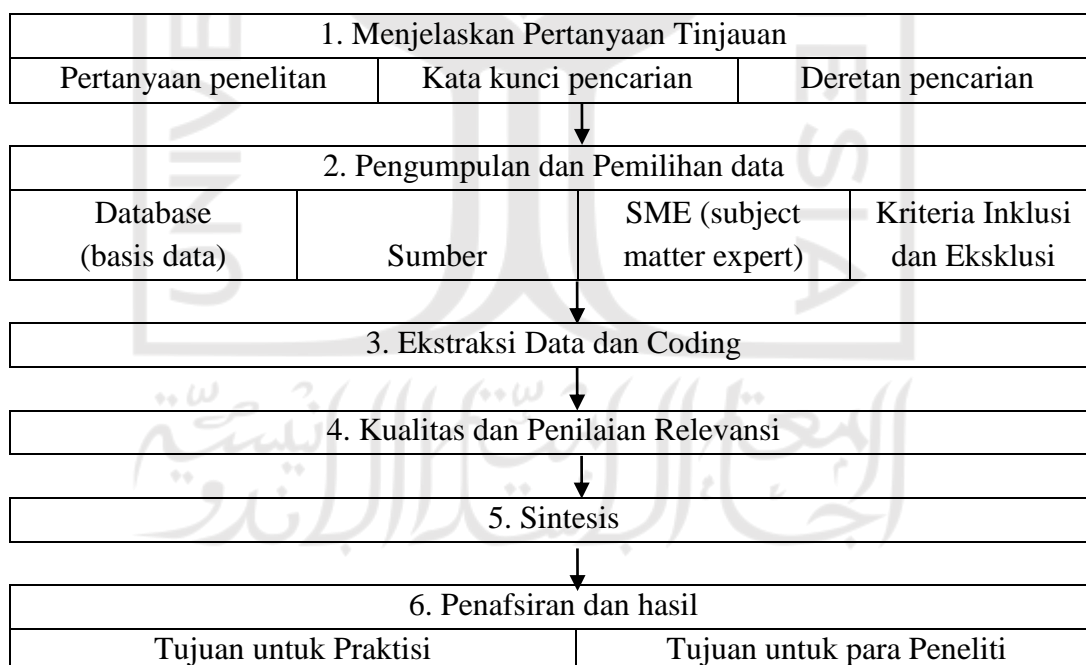 1. Menjelaskan Pertanyaan Tinjauan
Pertanyaan penelitan
Kata kunci pencarian
Deretan pencarian
2. Pengumpulan dan Pemilihan data
Database
(basis data)
Sumber
SME (subject
matter expert)
Kriteria Inklusi
dan Eksklusi
3. Ekstraksi Data dan Coding
4. Kualitas dan Penilaian Relevansi
5. Sintesis
6. Penafsiran dan hasil
Tujuan untuk Praktisi
Tujuan untuk para Peneliti